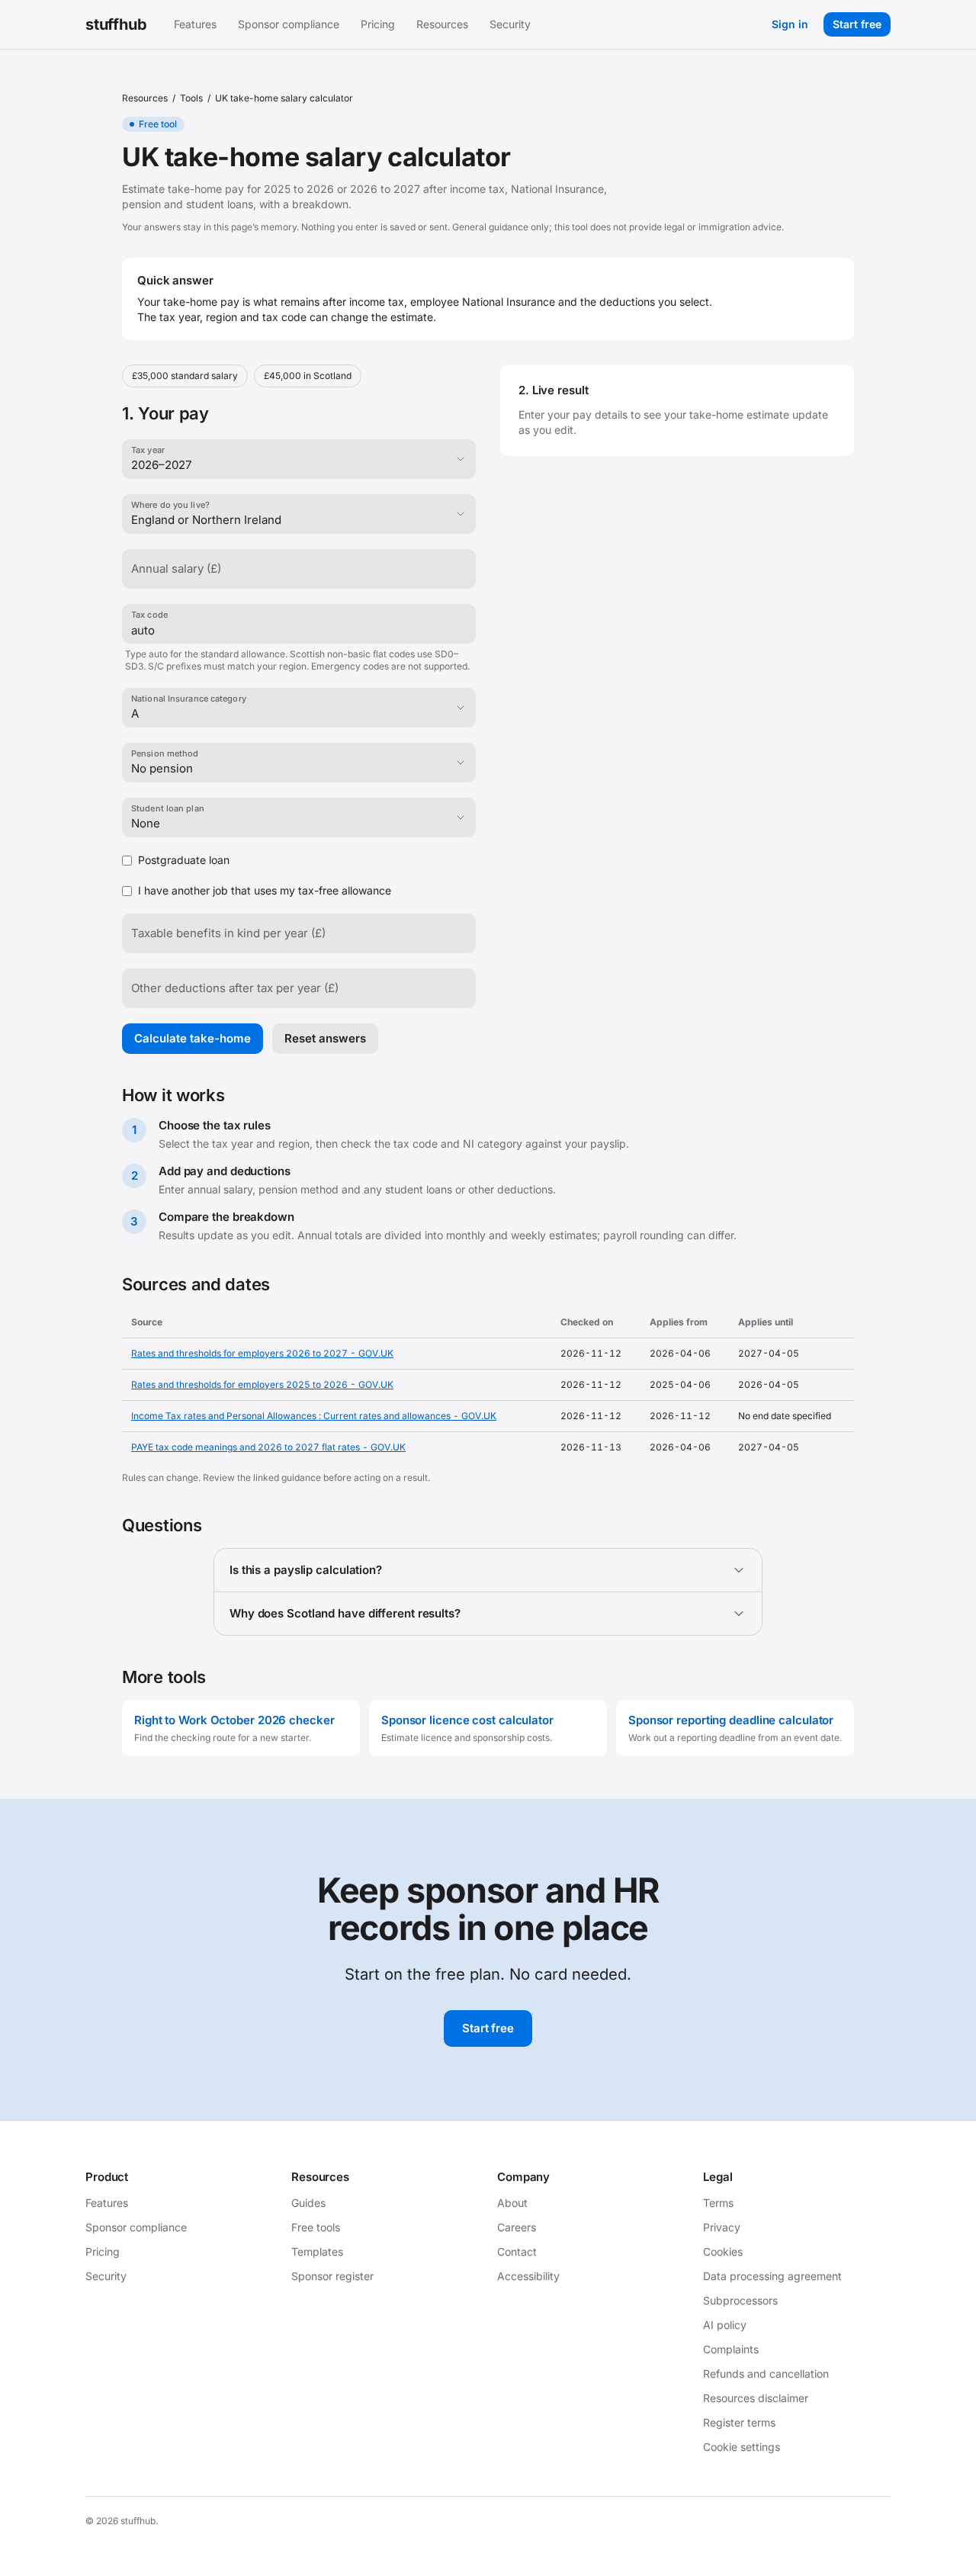 stuffhub
Features
Sponsor compliance
Pricing
Resources
Security
Sign in
Start free
Resources / Tools / UK take-home salary calculator
Free tool
UK take-home salary calculator
Estimate take-home pay for 2025 to 2026 or 2026 to 2027 after income tax, National Insurance,
pension and student loans, with a breakdown.
Your answers stay in this page’s memory. Nothing you enter is saved or sent. General guidance only; this tool does not provide legal or immigration advice.
Quick answer
Your take-home pay is what remains after income tax, employee National Insurance and the deductions you select.
The tax year, region and tax code can change the estimate.
£35,000 standard salary
£45,000 in Scotland
1. Your pay
Tax year
2026–2027
Where do you live?
England or Northern Ireland
Annual salary (£)
Tax code
auto
Type auto for the standard allowance. Scottish non-basic flat codes use SD0–
SD3. S/C prefixes must match your region. Emergency codes are not supported.
National Insurance category
A
Pension method
No pension
Student loan plan
None
Postgraduate loan
I have another job that uses my tax-free allowance
Taxable benefits in kind per year (£)
Other deductions after tax per year (£)
Calculate take-home
Reset answers
2. Live result
Enter your pay details to see your take-home estimate update
as you edit.
How it works
1
Choose the tax rules
Select the tax year and region, then check the tax code and NI category against your payslip.
2
Add pay and deductions
Enter annual salary, pension method and any student loans or other deductions.
3
Compare the breakdown
Results update as you edit. Annual totals are divided into monthly and weekly estimates; payroll rounding can differ.
Sources and dates
Source Checked on Applies from Applies until
Rates and thresholds for employers 2026 to 2027 - GOV.UK 2026-11-12 2026-04-06 2027-04-05
Rates and thresholds for employers 2025 to 2026 - GOV.UK 2026-11-12 2025-04-06 2026-04-05
Income Tax rates and Personal Allowances : Current rates and allowances - GOV.UK 2026-11-12 2026-11-12 No end date specified
PAYE tax code meanings and 2026 to 2027 flat rates - GOV.UK 2026-11-13 2026-04-06 2027-04-05
Rules can change. Review the linked guidance before acting on a result.
Questions
Is this a payslip calculation?
Why does Scotland have different results?
More tools
Right to Work October 2026 checker
Find the checking route for a new starter.
Sponsor licence cost calculator
Estimate licence and sponsorship costs.
Sponsor reporting deadline calculator
Work out a reporting deadline from an event date.
Keep sponsor and HR
records in one place
Start on the free plan. No card needed.
Start free
Product
Features
Sponsor compliance
Pricing
Security
Resources
Guides
Free tools
Templates
Sponsor register
Company
About
Careers
Contact
Accessibility
Legal
Terms
Privacy
Cookies
Data processing agreement
Subprocessors
AI policy
Complaints
Refunds and cancellation
Resources disclaimer
Register terms
Cookie settings
© 2026 stuffhub.